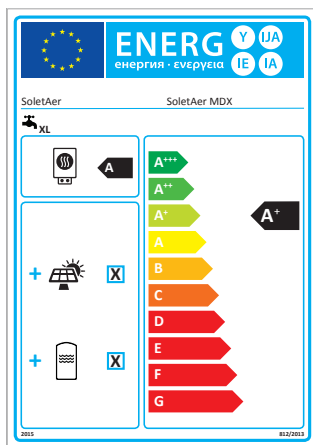 ENERG Y IJA
енергия · ενεργεια IE IA
SoletAer SoletAer MDX
XL
A
A+++
A++
A+ A+
A
B
+ X
C
D
E
+ X
F
G
2015 812/2013